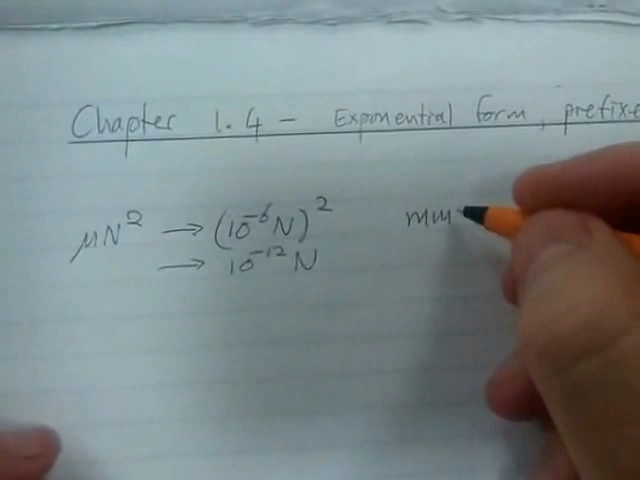 Chapter 1.4 - Exponential form, prefixe
μN² → (10⁻⁶N)² mm
→ 10⁻¹²N